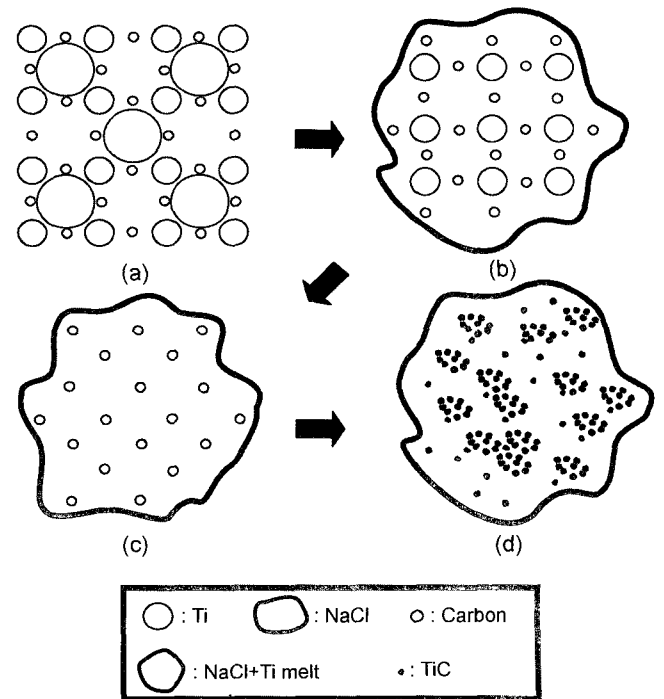 (a)
(b)
(c)
(d)
: Ti : NaCl : Carbon
: NaCl+Ti melt : TiC